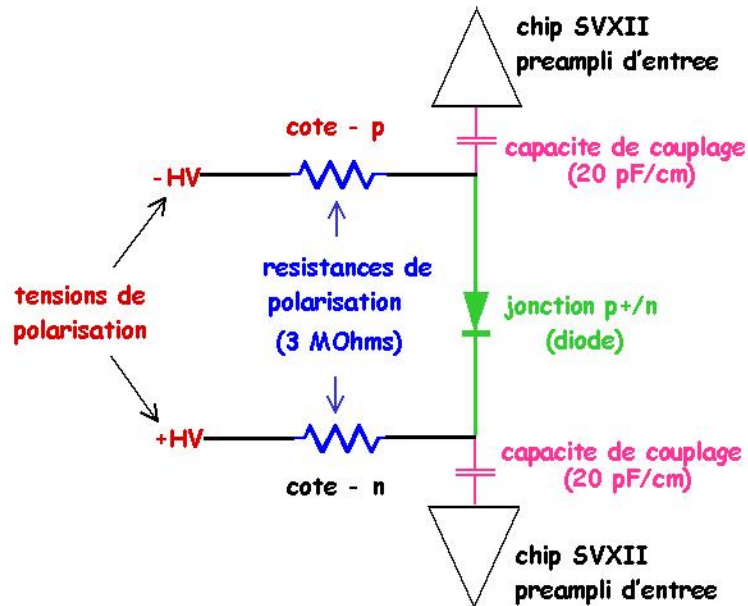 chip SVXII
preampli d'entree
cote - p
capacite de couplage
(20 pF/cm)
- HV
resistances de
polarisation
(3 MOhms)
tensions de
polarisation
jonction p+/n
(diode)
+HV
capacite de couplage
(20 pF/cm)
cote - n
chip SVXII
preampli d'entree